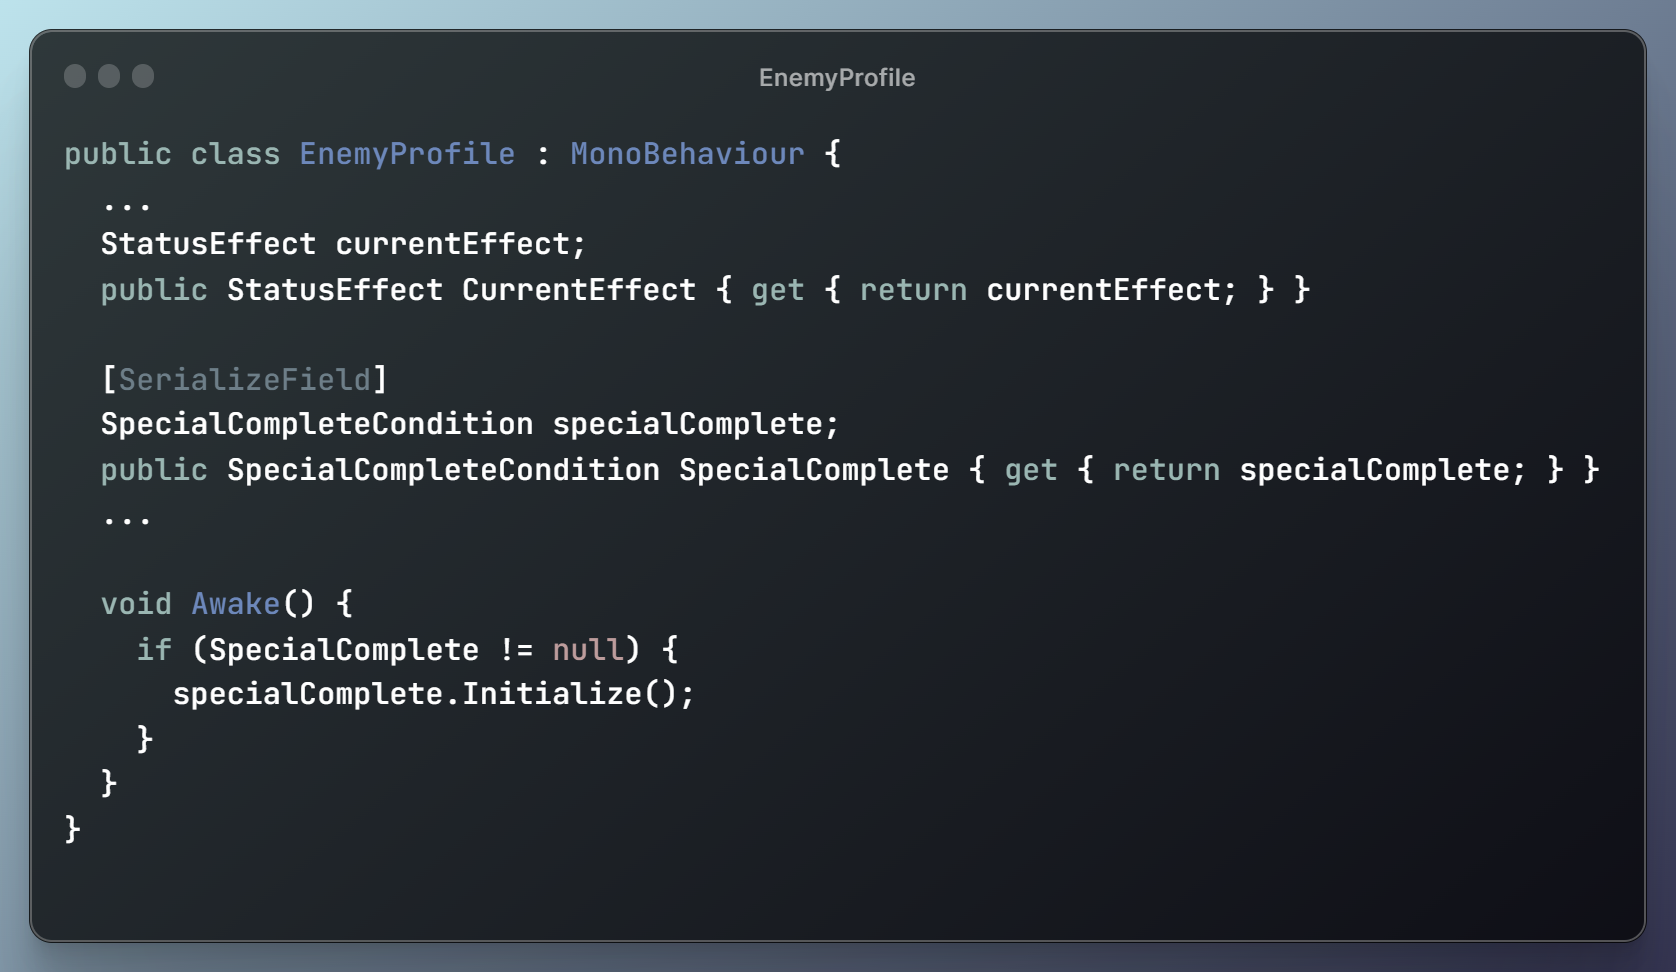 EnemyProfile
public class EnemyProfile : MonoBehaviour {
  ...
  StatusEffect currentEffect;
  public StatusEffect CurrentEffect { get { return currentEffect; } }

  [SerializeField]
  SpecialCompleteCondition specialComplete;
  public SpecialCompleteCondition SpecialComplete { get { return specialComplete; } }
  ...

  void Awake() {
    if (SpecialComplete != null) {
      specialComplete.Initialize();
    }
  }
}